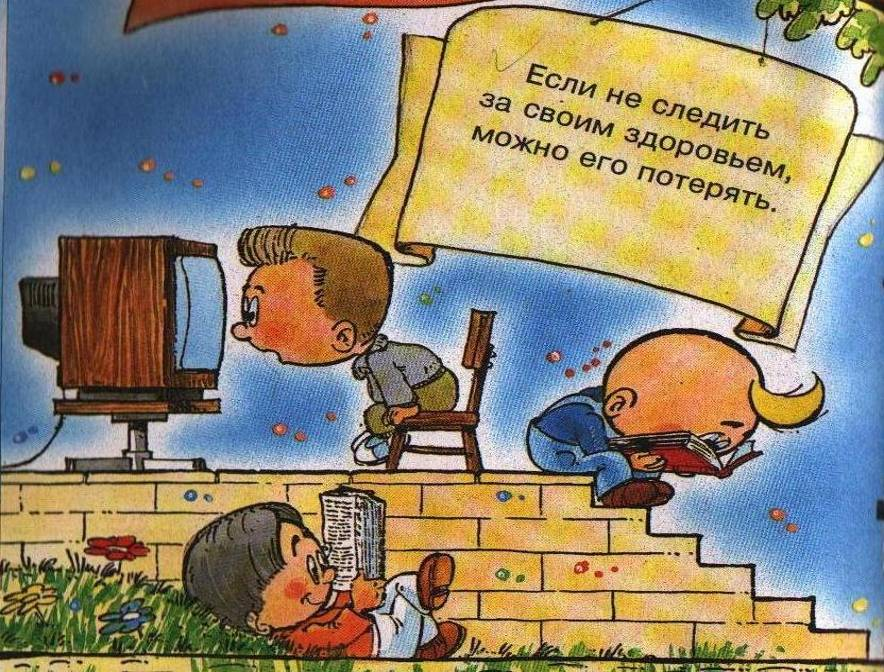 Если не следить
за своим здоровьем,
можно его потерять.